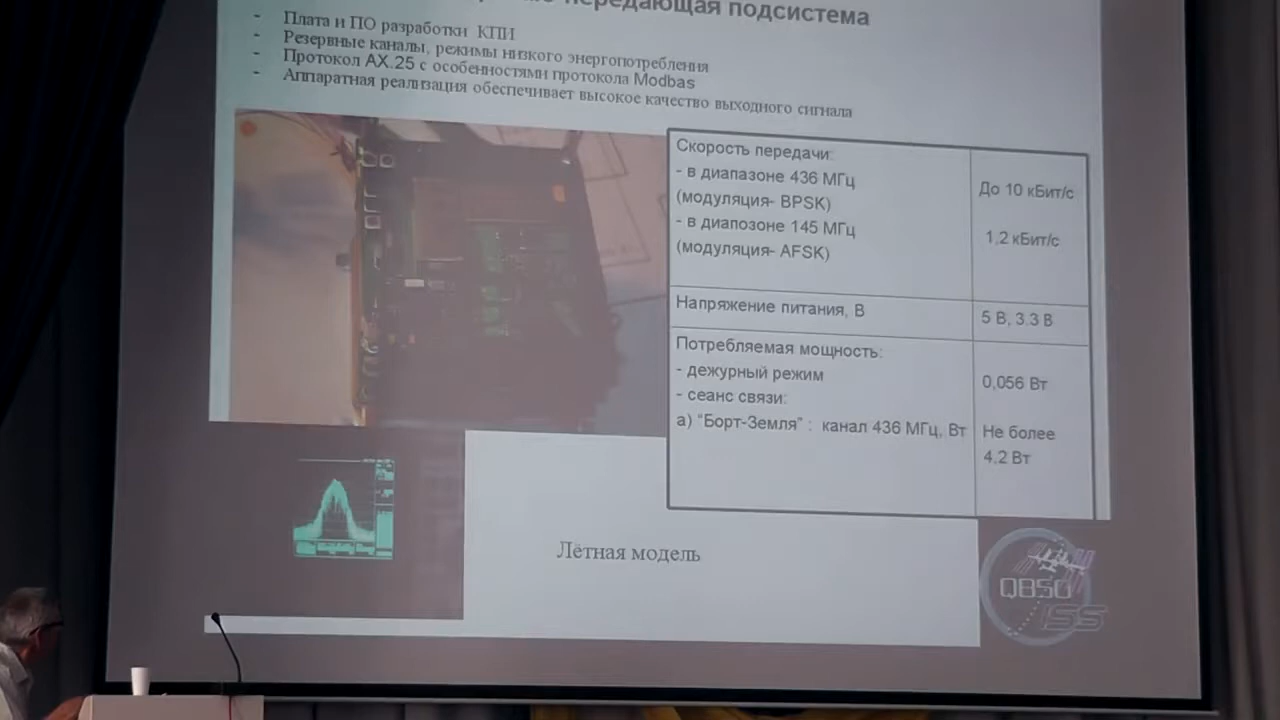 передающая подсистема
- Плата и ПО разработки КПИ
- Резервные каналы, режимы низкого энергопотребления
- Протокол AX.25 с особенностями протокола Modbas
- Аппаратная реализация обеспечивает высокое качество выходного сигнала
Скорость передачи:
- в диапазоне 436 МГц
(модуляция- BPSK)
До 10 кБит/с
- в диапозоне 145 МГц
(модуляция- AFSK)
1,2 кБит/с
Напряжение питания, В
5 В, 3.3 В
Потребляемая мощность:
- дежурный режим
0,056 Вт
- сеанс связи:
а) "Борт-Земля" : канал 436 МГц, Вт
Не более
4,2 Вт
Лётная модель
QB50
ISS